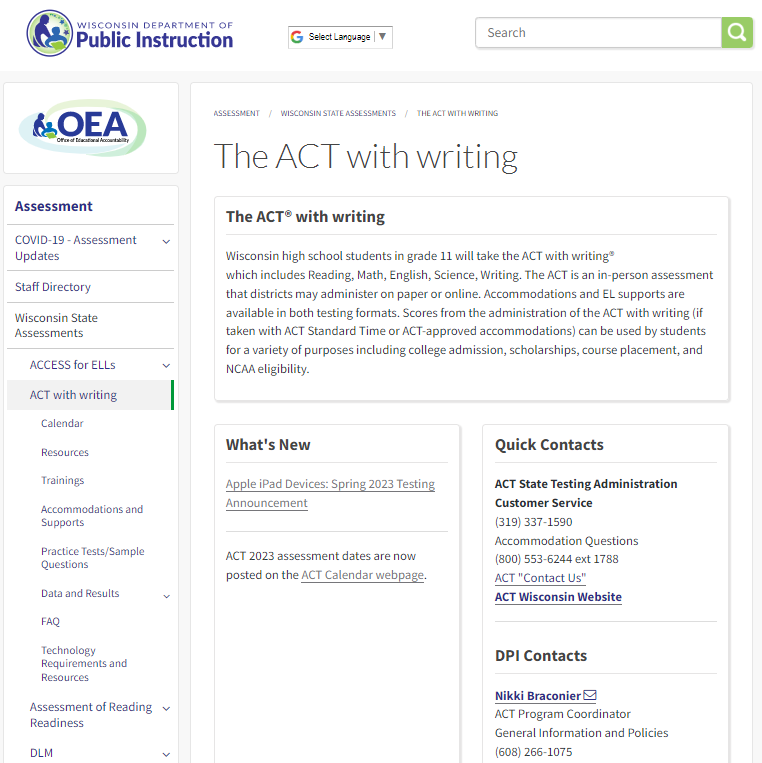 WISCONSIN DEPARTMENT OF
Public Instruction
Select Language ▼
Search
OEA
Office of Educational Accountability
Assessment
COVID-19 - Assessment
Updates
Staff Directory
Wisconsin State
Assessments
ACCESS for ELLs
ACT with writing
Calendar
Resources
Trainings
Accommodations and
Supports
Practice Tests/Sample
Questions
Data and Results
FAQ
Technology
Requirements and
Resources
Assessment of Reading
Readiness
DLM
ASSESSMENT / WISCONSIN STATE ASSESSMENTS / THE ACT WITH WRITING
The ACT with writing
The ACT® with writing
Wisconsin high school students in grade 11 will take the ACT with writing®
which includes Reading, Math, English, Science, Writing. The ACT is an in-person assessment
that districts may administer on paper or online. Accommodations and EL supports are
available in both testing formats. Scores from the administration of the ACT with writing (if
taken with ACT Standard Time or ACT-approved accommodations) can be used by students
for a variety of purposes including college admission, scholarships, course placement, and
NCAA eligibility.
What's New
Apple iPad Devices: Spring 2023 Testing
Announcement
ACT 2023 assessment dates are now
posted on the ACT Calendar webpage.
Quick Contacts
ACT State Testing Administration
Customer Service
(319) 337-1590
Accommodation Questions
(800) 553-6244 ext 1788
ACT "Contact Us"
ACT Wisconsin Website
DPI Contacts
Nikki Braconier
ACT Program Coordinator
General Information and Policies
(608) 266-1075